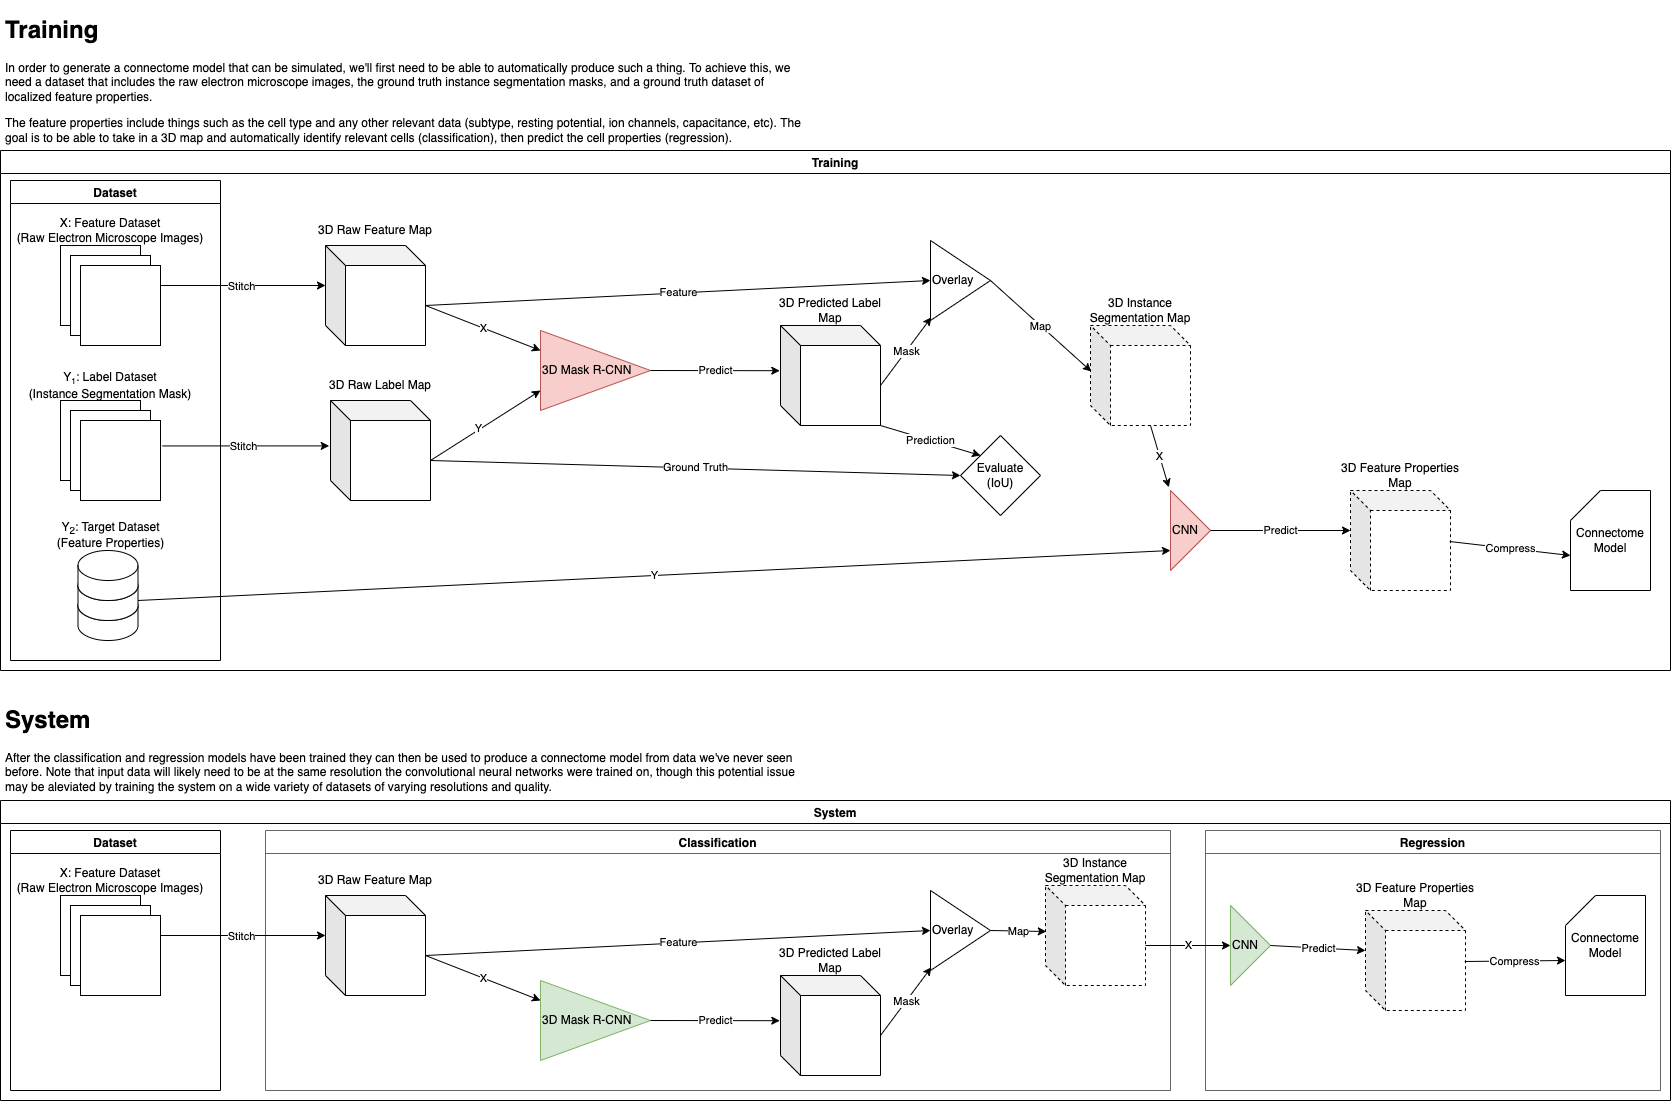 Training
In order to generate a connectome model that can be simulated, we'll first need to be able to automatically produce such a thing. To achieve this, we
need a dataset that includes the raw electron microscope images, the ground truth instance segmentation masks, and a ground truth dataset of
localized feature properties.
The feature properties include things such as the cell type and any other relevant data (subtype, resting potential, ion channels, capacitance, etc). The
goal is to be able to take in a 3D map and automatically identify relevant cells (classification), then predict the cell properties (regression).
Training
Dataset
X: Feature Dataset
(Raw Electron Microscope Images)
Stitch
3D Raw Feature Map
Feature
X
Overlay
3D Predicted Label
Map
Map
3D Instance
Segmentation Map
Mask
3D Mask R-CNN
Predict
Y₁: Label Dataset
(Instance Segmentation Mask)
Stitch
3D Raw Label Map
Y
Ground Truth
Prediction
Evaluate
(IoU)
X
3D Feature Properties
Map
Y₂: Target Dataset
(Feature Properties)
Y
CNN
Predict
Compress
Connectome
Model
System
After the classification and regression models have been trained they can then be used to produce a connectome model from data we've never seen
before. Note that input data will likely need to be at the same resolution the convolutional neural networks were trained on, though this potential issue
may be aleviated by training the system on a wide variety of datasets of varying resolutions and quality.
System
Dataset
X: Feature Dataset
(Raw Electron Microscope Images)
Stitch
Classification
3D Raw Feature Map
Feature
X
3D Mask R-CNN
Predict
3D Predicted Label
Map
Mask
Overlay
Map
3D Instance
Segmentation Map
X
Regression
CNN
Predict
3D Feature Properties
Map
Compress
Connectome
Model